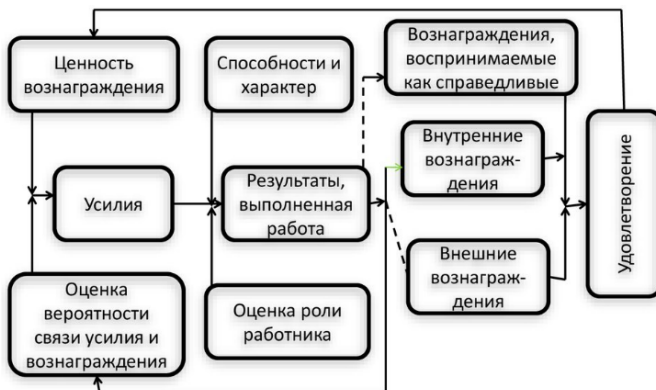 Ценность
вознаграждения
Способности и
характер
Вознаграждения,
воспринимаемые
как справедливые
Усилия
Результаты,
выполненная
работа
Внутренние
вознаграж-
дения
Удовлетворение
Оценка
вероятности
связи усилия и
вознаграждения
Оценка роли
работника
Внешние
вознаграж-
дения